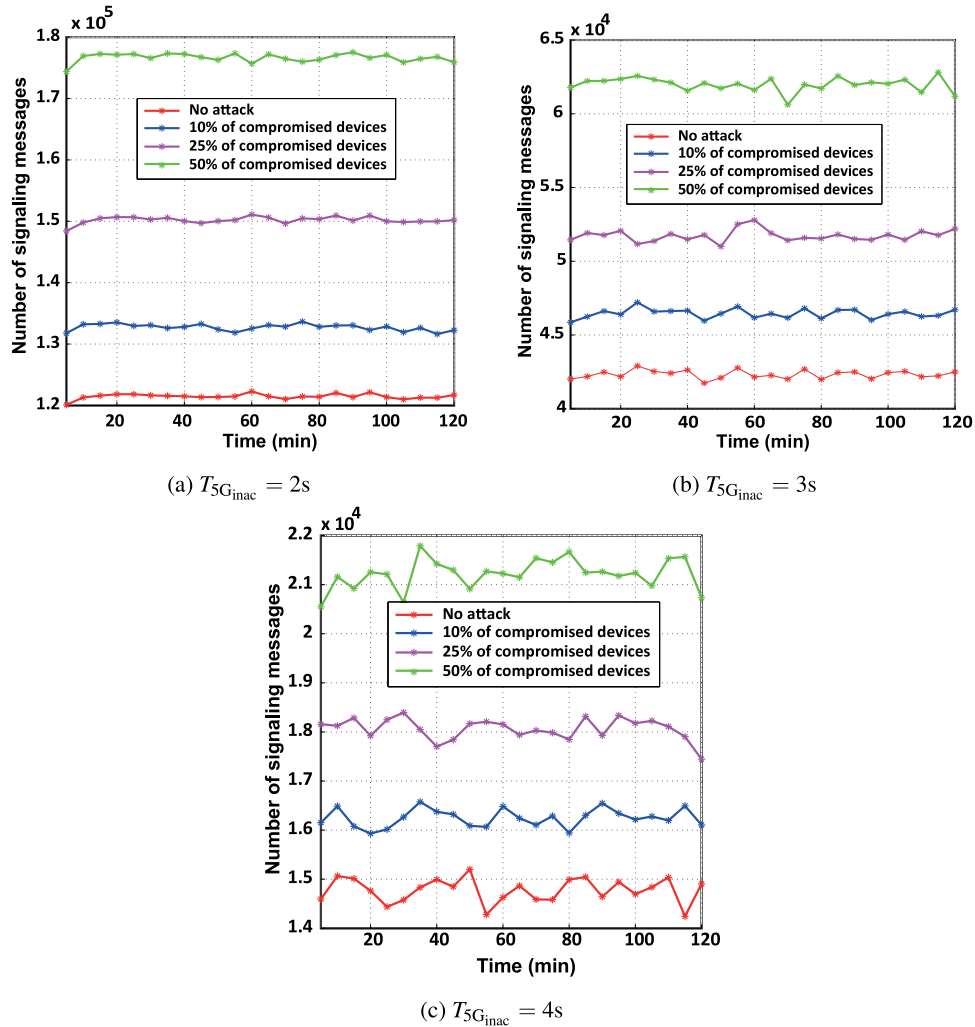 x 10^5
1.8
1.7
1.6
1.5
1.4
1.3
1.2
Number of signaling messages
No attack
10% of compromised devices
25% of compromised devices
50% of compromised devices
20 40 60 80 100 120
Time (min)
(a) T_5G_inac = 2s
x 10^4
6.5
6
5.5
5
4.5
4
Number of signaling messages
No attack
10% of compromised devices
25% of compromised devices
50% of compromised devices
20 40 60 80 100 120
Time (min)
(b) T_5G_inac = 3s
x 10^4
2.2
2.1
2
1.9
1.8
1.7
1.6
1.5
1.4
Number of signaling messages
No attack
10% of compromised devices
25% of compromised devices
50% of compromised devices
20 40 60 80 100 120
Time (min)
(c) T_5G_inac = 4s